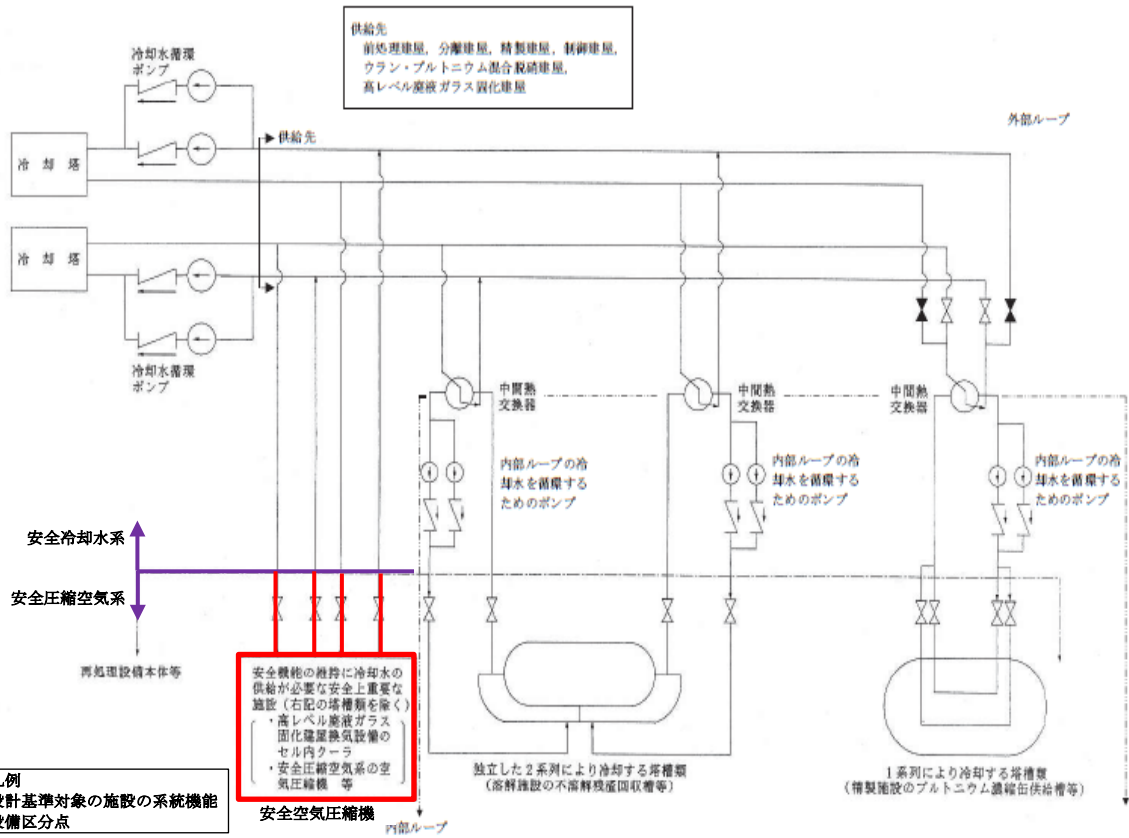 供給先
前処理建屋，分離建屋，精製建屋，制御建屋，
ウラン・プルトニウム混合脱硝建屋，
高レベル廃液ガラス固化建屋
冷却水循環
ポンプ
外部ループ
供給先
冷却塔
冷却塔
冷却水循環
ポンプ
中間熱
交換器
中間熱
交換器
中間熱
交換器
内部ループの冷
却水を循環する
ためのポンプ
内部ループの冷
却水を循環する
ためのポンプ
内部ループの冷
却水を循環する
ためのポンプ
安全冷却水系
安全圧縮空気系
再処理設備本体等
安全機能の維持に冷却水の
供給が必要な安全上重要な
施設（右記の塔槽類を除く）
・高レベル廃液ガラス
固化建屋換気設備の
セル内クーラ
・安全圧縮空気系の空
気圧縮機 等
安全空気圧縮機
独立した２系列により冷却する塔槽類
（溶解施設の不溶解残渣回収槽等）
１系列により冷却する塔槽類
（精製施設のプルトニウム濃縮缶供給槽等）
内部ループ
凡例
設計基準対象の施設の系統機能
設備区分点